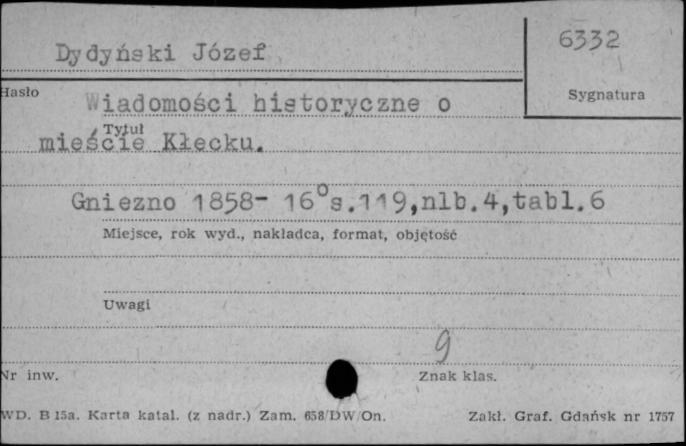 Dydyński Józef
6332
Hasło
Sygnatura
Wiadomości historyczne o
Tytuł
mieście Kłecku.
Gniezno 1858- 16°s.119,nlb.4,tabl.6
Miejsce, rok wyd., nakładca, format, objętość
Uwagi
9
Nr inw.
Znak klas.
WD. B 15a. Karta katal. (z nadr.) Zam. 658/DW/On.
Zakł. Graf. Gdańsk nr 1757